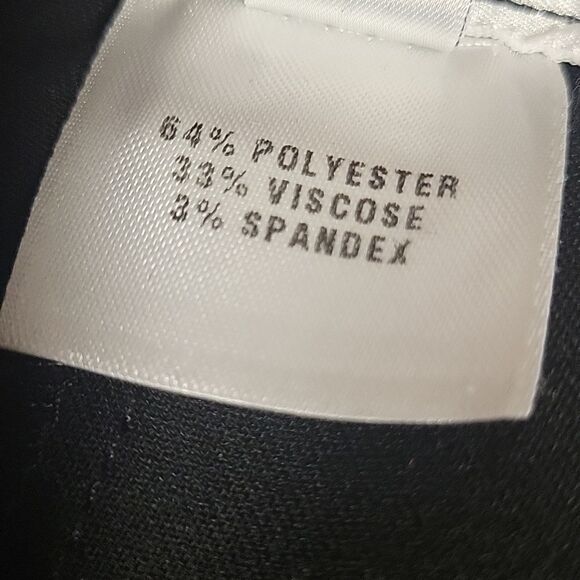 64% POLYESTER
33% VISCOSE
3% SPANDEX